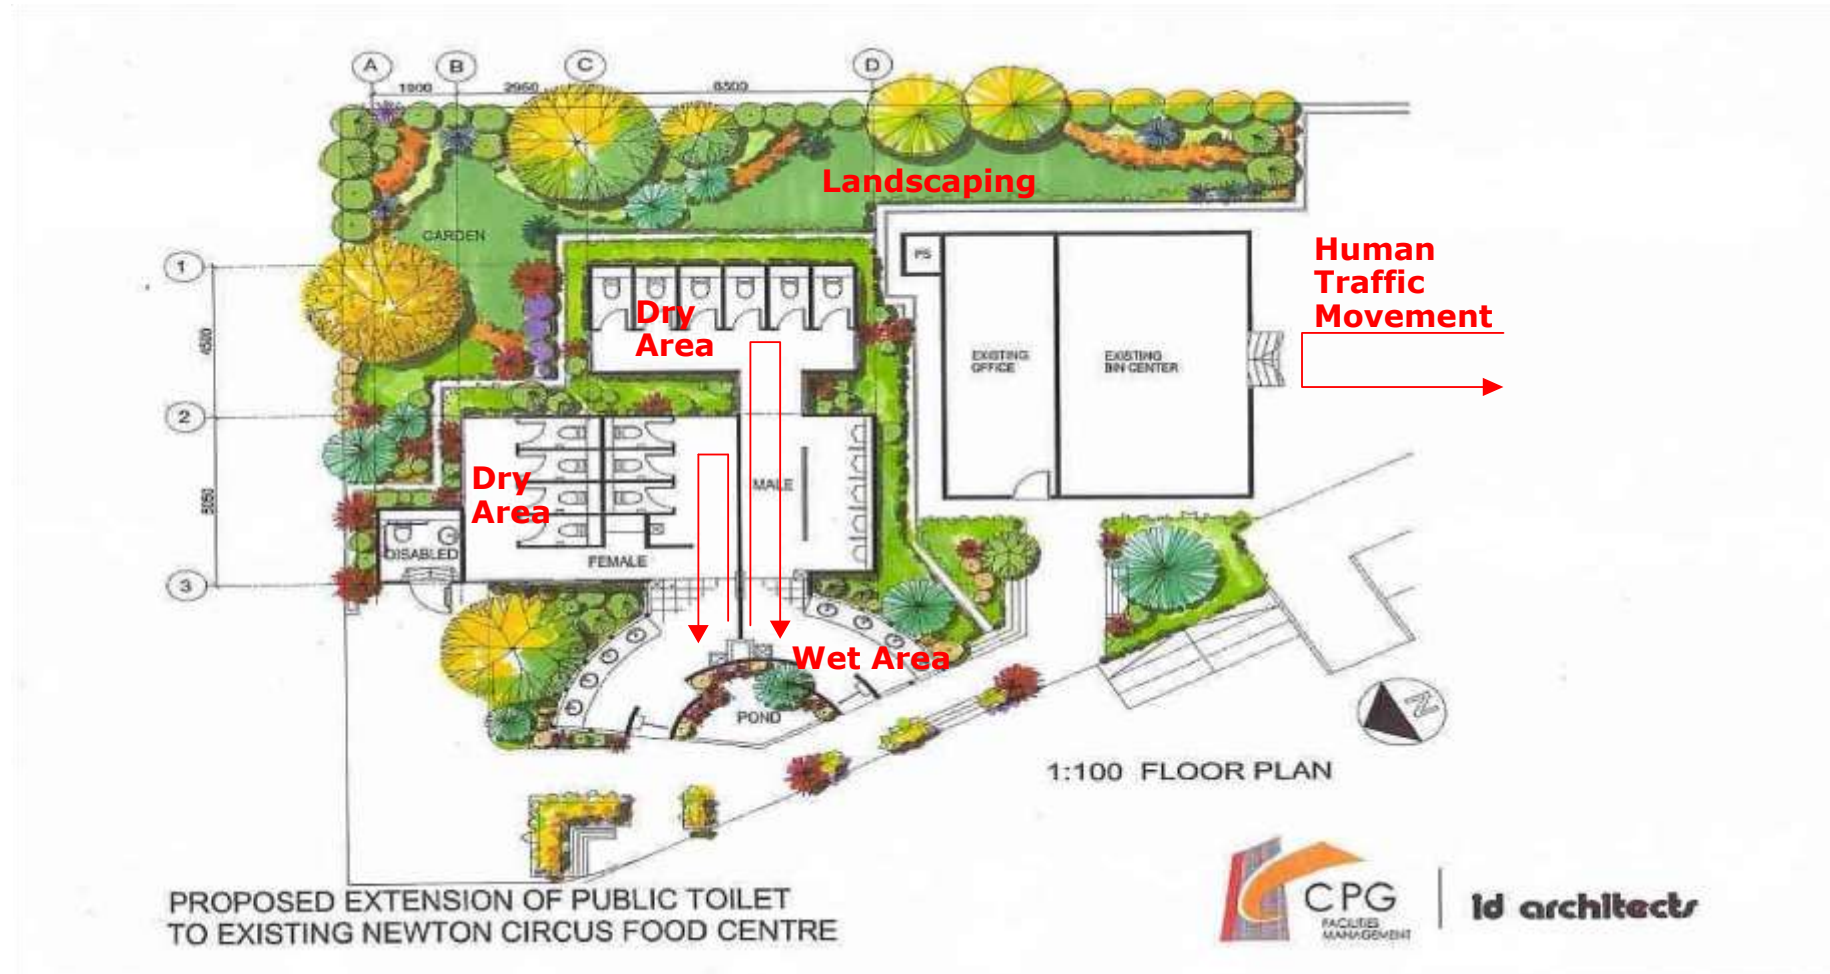 A B C D
1900 2950 6500
Landscaping
GARDEN
1
PS
Human
Traffic
Movement
Dry
Area
4500
EXISTING
OFFICE
EXISTING
BIN CENTER
2
Dry
Area
MALE
5050
DISABLED
FEMALE
3
Wet Area
POND
N
1:100 FLOOR PLAN
PROPOSED EXTENSION OF PUBLIC TOILET
TO EXISTING NEWTON CIRCUS FOOD CENTRE
CPG
FACILITIES
MANAGEMENT
id architects